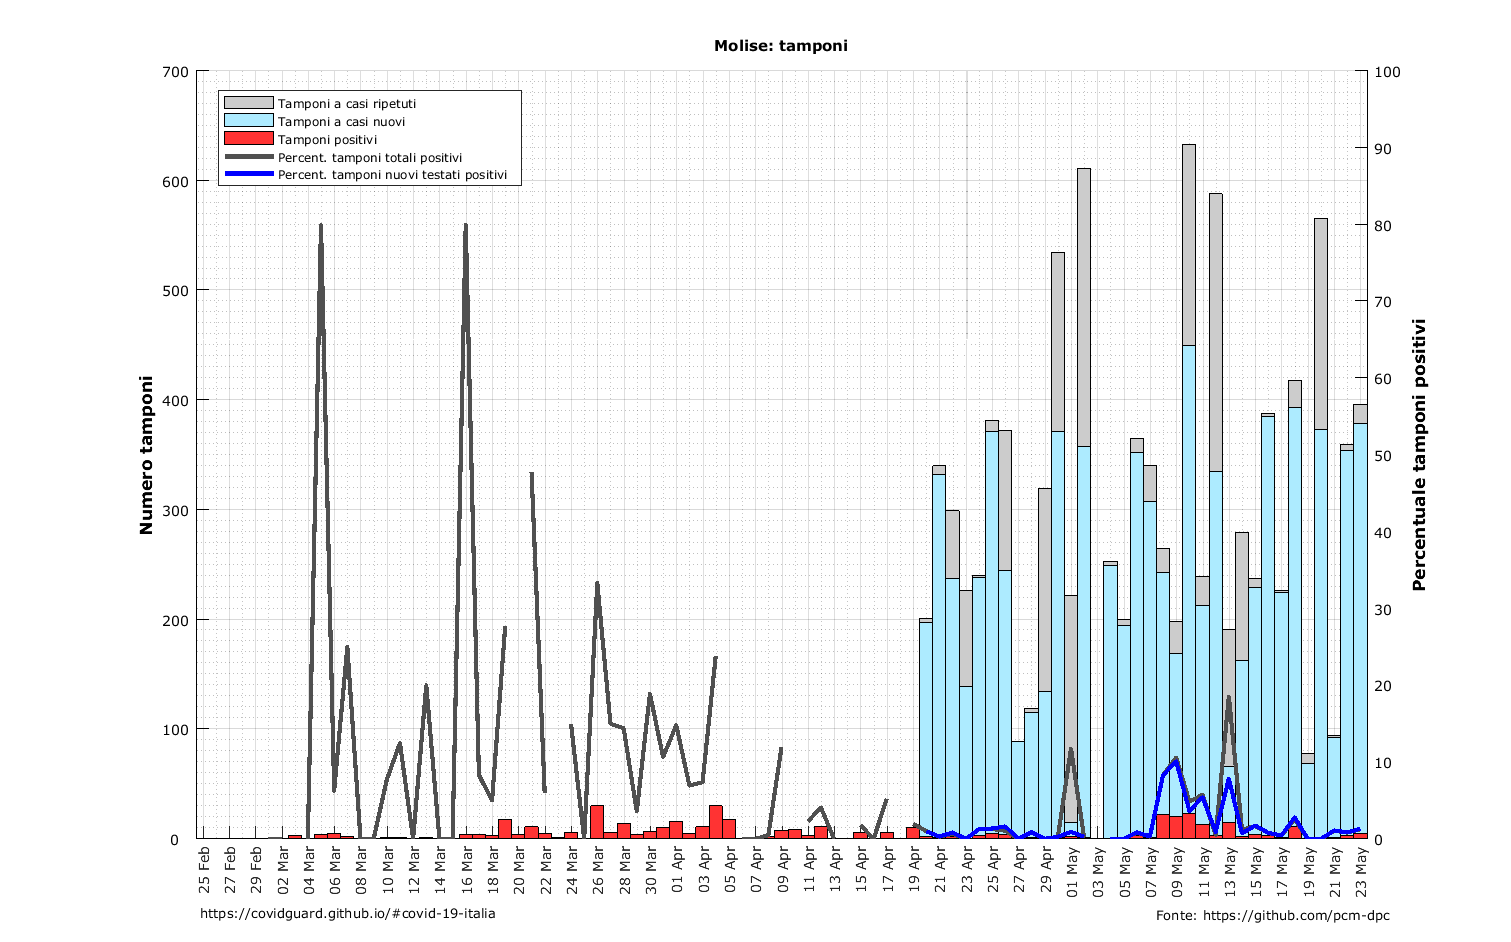 Molise: tamponi
Tamponi a casi ripetuti
Tamponi a casi nuovi
Tamponi positivi
Percent. tamponi totali positivi
Percent. tamponi nuovi testati positivi
Numero tamponi
700
600
500
400
300
200
100
0
Percentuale tamponi positivi
100
90
80
70
60
50
40
30
20
10
0
25 Feb
27 Feb
29 Feb
02 Mar
04 Mar
06 Mar
08 Mar
10 Mar
12 Mar
14 Mar
16 Mar
18 Mar
20 Mar
22 Mar
24 Mar
26 Mar
28 Mar
30 Mar
01 Apr
03 Apr
05 Apr
07 Apr
09 Apr
11 Apr
13 Apr
15 Apr
17 Apr
19 Apr
21 Apr
23 Apr
25 Apr
27 Apr
29 Apr
01 May
03 May
05 May
07 May
09 May
11 May
13 May
15 May
17 May
19 May
21 May
23 May
https://covidguard.github.io/#covid-19-italia
Fonte: https://github.com/pcm-dpc